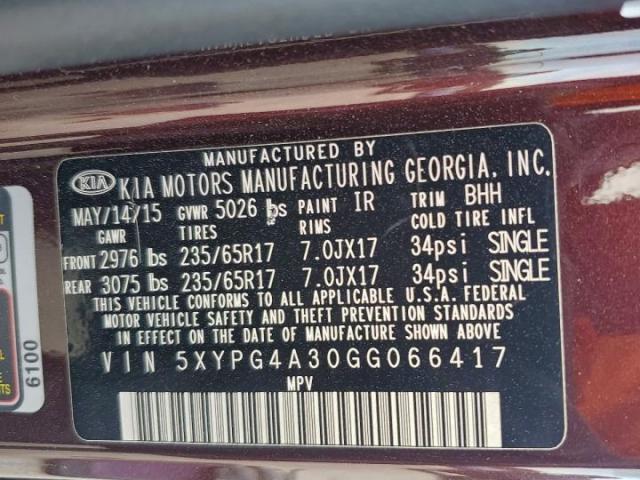 MANUFACTURED BY
KIA KIA MOTORS MANUFACTURING GEORGIA, INC.
MAY/14/15 GVWR 5026 lbs PAINT IR TRIM BHH
GAWR TIRES RIMS COLD TIRE INFL
FRONT 2976 lbs 235/65R17 7.0JX17 34psi SINGLE
REAR 3075 lbs 235/65R17 7.0JX17 34psi SINGLE
THIS VEHICLE CONFORMS TO ALL APPLICABLE U.S.A. FEDERAL
MOTOR VEHICLE SAFETY AND THEFT PREVENTION STANDARDS
IN EFFECT ON THE DATE OF MANUFACTURE SHOWN ABOVE.
VIN 5XYPG4A30GG066417
MPV
6100